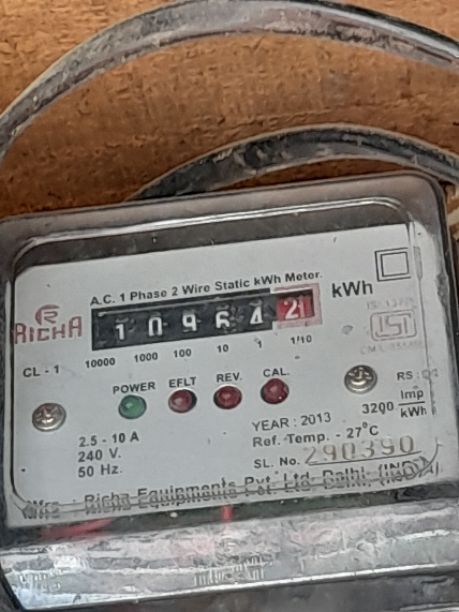 A.C. 1 Phase 2 Wire Static kWh Meter.
RICHA
1 0 9 6 4 2 kWh
10000 1000 100 10 1 1/10
CL - 1
POWER EFLT REV. CAL.
RS :
3200 Imp/kWh
2.5 - 10 A
240 V.
50 Hz.
YEAR : 2013
Ref. Temp. - 27°C
SL. No. 290390
Richa Equipments Pvt. Ltd. Delhi. (INDIA)